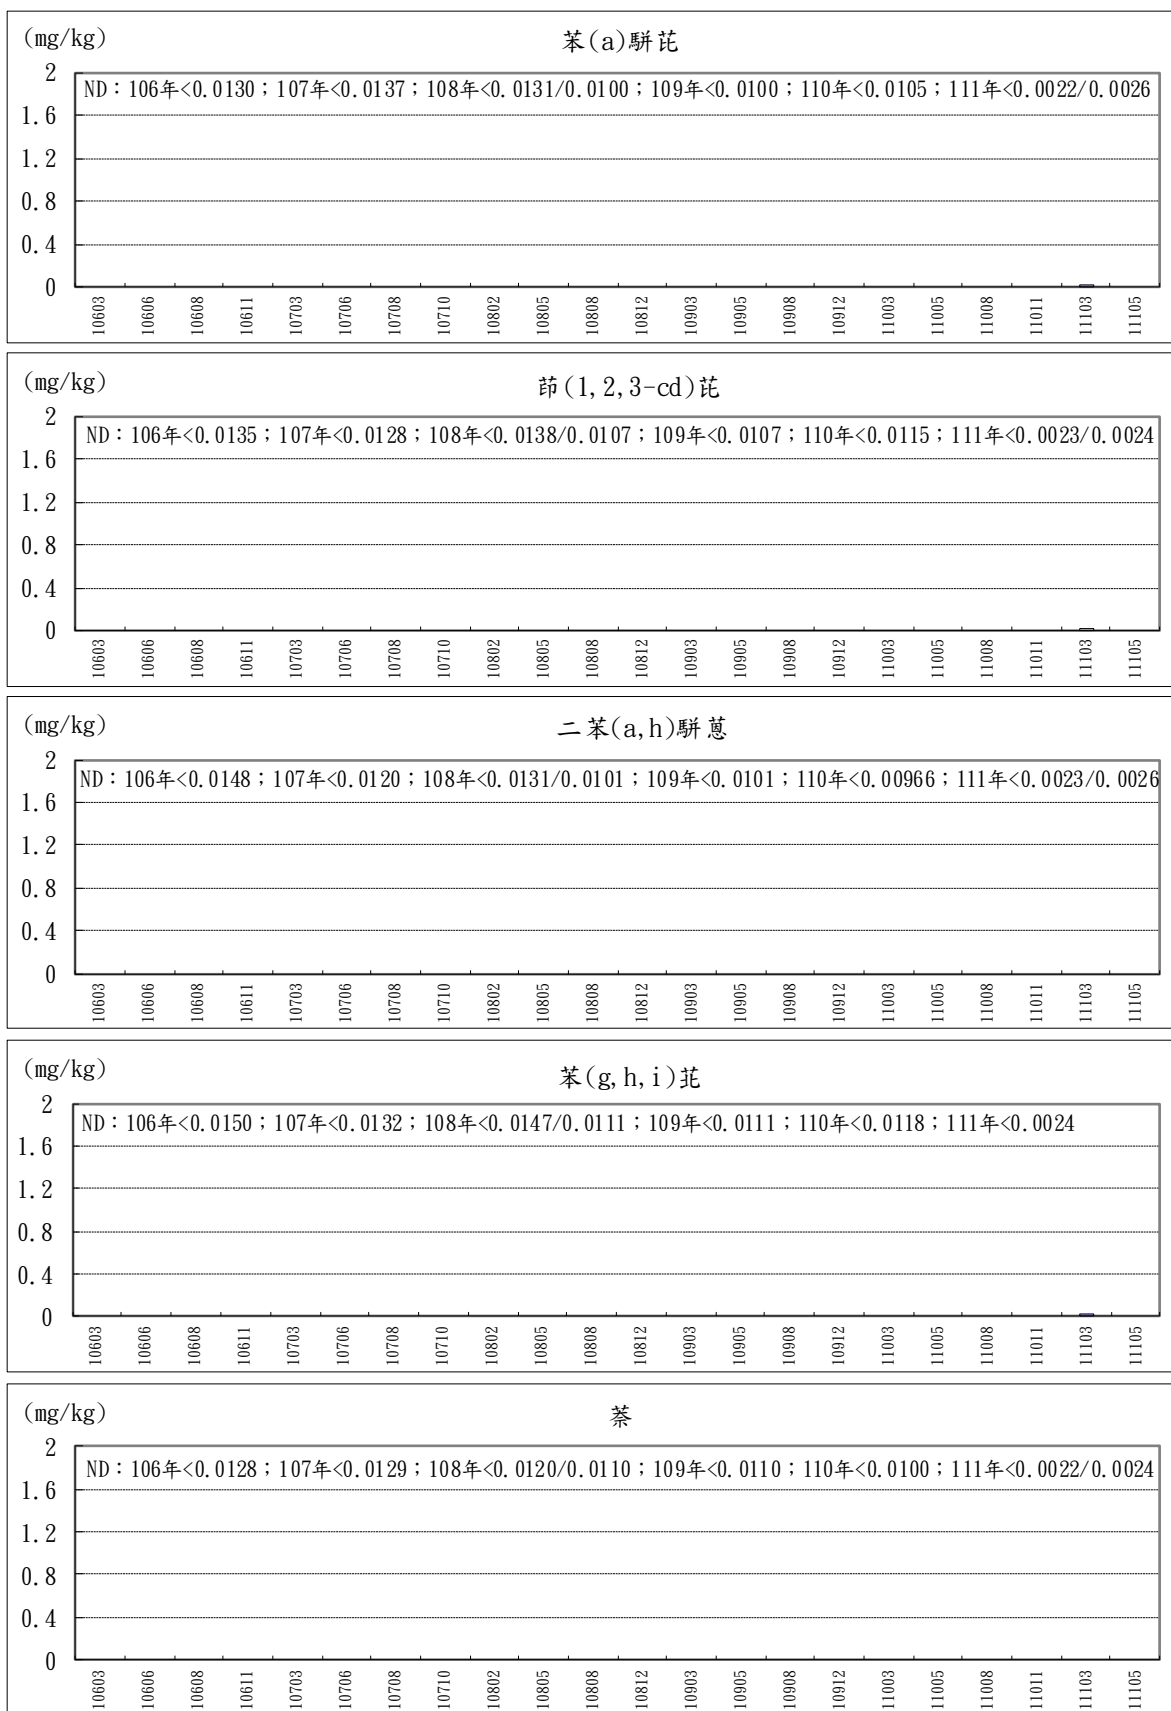 (mg/kg)
苯(a)駢芘
2
ND：106年<0.0130；107年<0.0137；108年<0.0131/0.0100；109年<0.0100；110年<0.0105；111年<0.0022/0.0026
1.6
1.2
0.8
0.4
0
10603 10606 10608 10611 10703 10706 10708 10710 10802 10805 10808 10812 10903 10905 10908 10912 11003 11005 11008 11011 11103 11105
(mg/kg)
茚(1,2,3-cd)芘
2
ND：106年<0.0135；107年<0.0128；108年<0.0138/0.0107；109年<0.0107；110年<0.0115；111年<0.0023/0.0024
1.6
1.2
0.8
0.4
0
10603 10606 10608 10611 10703 10706 10708 10710 10802 10805 10808 10812 10903 10905 10908 10912 11003 11005 11008 11011 11103 11105
(mg/kg)
二苯(a,h)駢蒽
2
ND：106年<0.0148；107年<0.0120；108年<0.0131/0.0101；109年<0.0101；110年<0.00966；111年<0.0023/0.0026
1.6
1.2
0.8
0.4
0
10603 10606 10608 10611 10703 10706 10708 10710 10802 10805 10808 10812 10903 10905 10908 10912 11003 11005 11008 11011 11103 11105
(mg/kg)
苯(g,h,i)苝
2
ND：106年<0.0150；107年<0.0132；108年<0.0147/0.0111；109年<0.0111；110年<0.0118；111年<0.0024
1.6
1.2
0.8
0.4
0
10603 10606 10608 10611 10703 10706 10708 10710 10802 10805 10808 10812 10903 10905 10908 10912 11003 11005 11008 11011 11103 11105
(mg/kg)
萘
2
ND：106年<0.0128；107年<0.0129；108年<0.0120/0.0110；109年<0.0110；110年<0.0100；111年<0.0022/0.0024
1.6
1.2
0.8
0.4
0
10603 10606 10608 10611 10703 10706 10708 10710 10802 10805 10808 10812 10903 10905 10908 10912 11003 11005 11008 11011 11103 11105